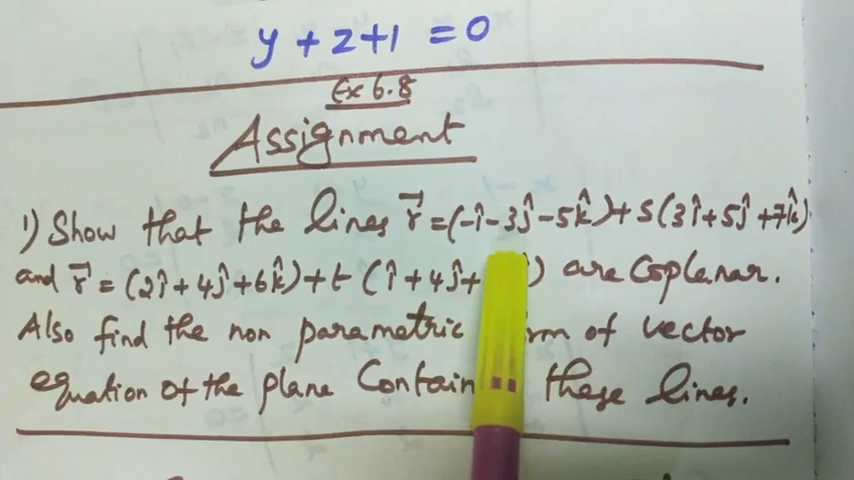 y + z + 1 = 0
Ex 6.8
Assignment
1) Show that the lines r⃗ = (-î - 3ĵ - 5k̂) + s(3î + 5ĵ + 7k̂)
and r⃗ = (2î + 4ĵ + 6k̂) + t (î + 4ĵ + ) are Coplanar.
Also find the non parametric of vector
equation of the plane these lines.